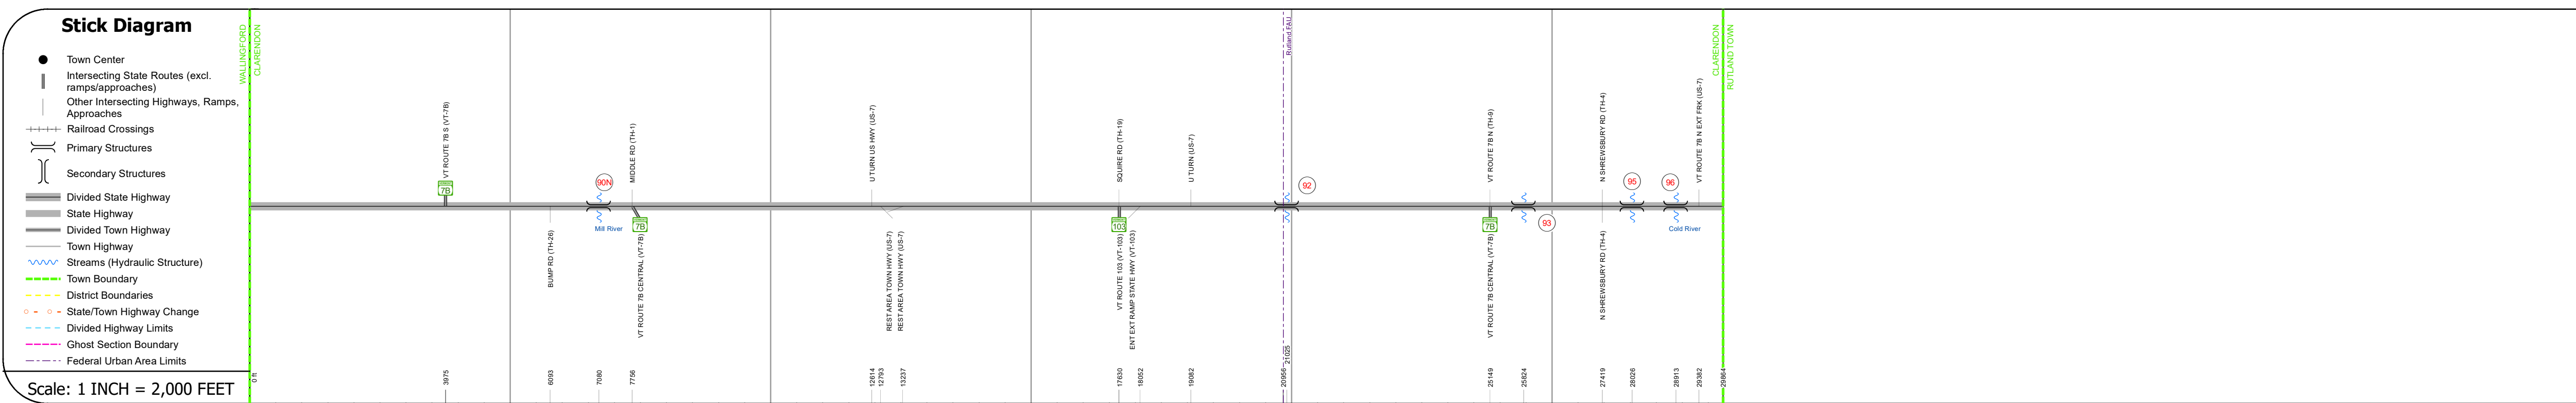 Stick Diagram
Town Center
Intersecting State Routes (excl.
ramps/approaches)
Other Intersecting Highways, Ramps,
Approaches
Railroad Crossings
Primary Structures
Secondary Structures
Divided State Highway
State Highway
Divided Town Highway
Town Highway
Streams (Hydraulic Structure)
Town Boundary
District Boundaries
State/Town Highway Change
Divided Highway Limits
Ghost Section Boundary
Federal Urban Area Limits
Scale: 1 INCH = 2,000 FEET
WALLINGFORD
CLARENDON
VT ROUTE 7B S (VT-7B)
7B
BUMP RD (TH-26)
90N
Mill River
MIDDLE RD (TH-1)
7B
VT ROUTE 7B CENTRAL (VT-7B)
U TURN US HWY (US-7)
REST AREA TOWN HWY (US-7)
REST AREA TOWN HWY (US-7)
SQUIRE RD (TH-19)
103
VT ROUTE 103 (VT-103)
ENT EXT RAMP STATE HWY (VT-103)
U TURN (US-7)
Rutland FAU
92
VT ROUTE 7B N (TH-9)
7B
VT ROUTE 7B CENTRAL (VT-7B)
93
N SHREWSBURY RD (TH-4)
N SHREWSBURY RD (TH-4)
95
96
Cold River
VT ROUTE 7B N EXT FRK (US-7)
CLARENDON
RUTLAND TOWN
0 ft
3975
6093
7080
7756
12614
12793
13237
17630
18052
19082
20956
21025
25149
25824
27419
28026
28913
29382
29864